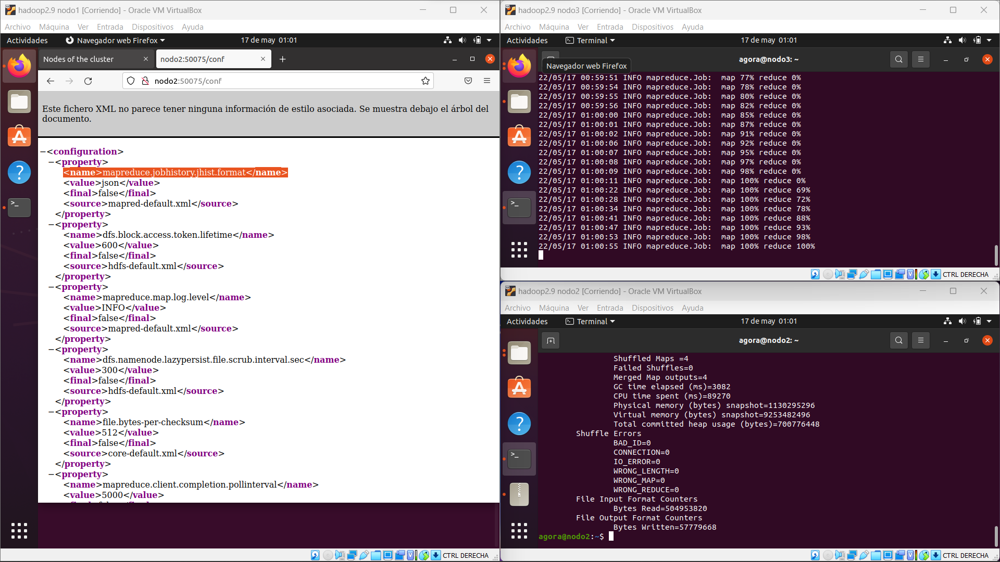 hadoop2.9 nodo1 [Corriendo] - Oracle VM VirtualBox
Archivo Máquina Ver Entrada Dispositivos Ayuda
Actividades Navegador web Firefox 17 de may 01:01
Nodes of the cluster
nodo2:50075/conf
nodo2:50075/conf
Este fichero XML no parece tener ninguna información de estilo asociada. Se muestra debajo el árbol del
documento.
−<configuration>
−<property>
<name>mapreduce.jobhistory.jhist.format</name>
<value>json</value>
<final>false</final>
<source>mapred-default.xml</source>
</property>
−<property>
<name>dfs.block.access.token.lifetime</name>
<value>600</value>
<final>false</final>
<source>hdfs-default.xml</source>
</property>
−<property>
<name>mapreduce.map.log.level</name>
<value>INFO</value>
<final>false</final>
<source>mapred-default.xml</source>
</property>
−<property>
<name>dfs.namenode.lazypersist.file.scrub.interval.sec</name>
<value>300</value>
<final>false</final>
<source>hdfs-default.xml</source>
</property>
−<property>
<name>file.bytes-per-checksum</name>
<value>512</value>
<final>false</final>
<source>core-default.xml</source>
</property>
−<property>
<name>mapreduce.client.completion.pollinterval</name>
<value>5000</value>
CTRL DERECHA
hadoop2.9 nodo3 [Corriendo] - Oracle VM VirtualBox
Archivo Máquina Ver Entrada Dispositivos Ayuda
Actividades Terminal 17 de may 01:01
agora@nodo3: ~
Navegador web Firefox
22/05/17 00:59:51 INFO mapreduce.Job:  map 77% reduce 0%
22/05/17 00:59:54 INFO mapreduce.Job:  map 78% reduce 0%
22/05/17 00:59:55 INFO mapreduce.Job:  map 80% reduce 0%
22/05/17 00:59:56 INFO mapreduce.Job:  map 82% reduce 0%
22/05/17 01:00:00 INFO mapreduce.Job:  map 85% reduce 0%
22/05/17 01:00:01 INFO mapreduce.Job:  map 87% reduce 0%
22/05/17 01:00:02 INFO mapreduce.Job:  map 91% reduce 0%
22/05/17 01:00:06 INFO mapreduce.Job:  map 92% reduce 0%
22/05/17 01:00:07 INFO mapreduce.Job:  map 95% reduce 0%
22/05/17 01:00:08 INFO mapreduce.Job:  map 97% reduce 0%
22/05/17 01:00:09 INFO mapreduce.Job:  map 98% reduce 0%
22/05/17 01:00:11 INFO mapreduce.Job:  map 100% reduce 0%
22/05/17 01:00:22 INFO mapreduce.Job:  map 100% reduce 69%
22/05/17 01:00:28 INFO mapreduce.Job:  map 100% reduce 72%
22/05/17 01:00:34 INFO mapreduce.Job:  map 100% reduce 78%
22/05/17 01:00:41 INFO mapreduce.Job:  map 100% reduce 88%
22/05/17 01:00:47 INFO mapreduce.Job:  map 100% reduce 93%
22/05/17 01:00:53 INFO mapreduce.Job:  map 100% reduce 98%
22/05/17 01:00:55 INFO mapreduce.Job:  map 100% reduce 100%
CTRL DERECHA
hadoop2.9 nodo2 [Corriendo] - Oracle VM VirtualBox
Archivo Máquina Ver Entrada Dispositivos Ayuda
Actividades Terminal 17 de may 01:01
agora@nodo2: ~
Shuffled Maps =4
Failed Shuffles=0
Merged Map outputs=4
GC time elapsed (ms)=3082
CPU time spent (ms)=89270
Physical memory (bytes) snapshot=1130295296
Virtual memory (bytes) snapshot=9253482496
Total committed heap usage (bytes)=700776448
Shuffle Errors
BAD_ID=0
CONNECTION=0
IO_ERROR=0
WRONG_LENGTH=0
WRONG_MAP=0
WRONG_REDUCE=0
File Input Format Counters
Bytes Read=504953820
File Output Format Counters
Bytes Written=57779668
agora@nodo2:~$
CTRL DERECHA